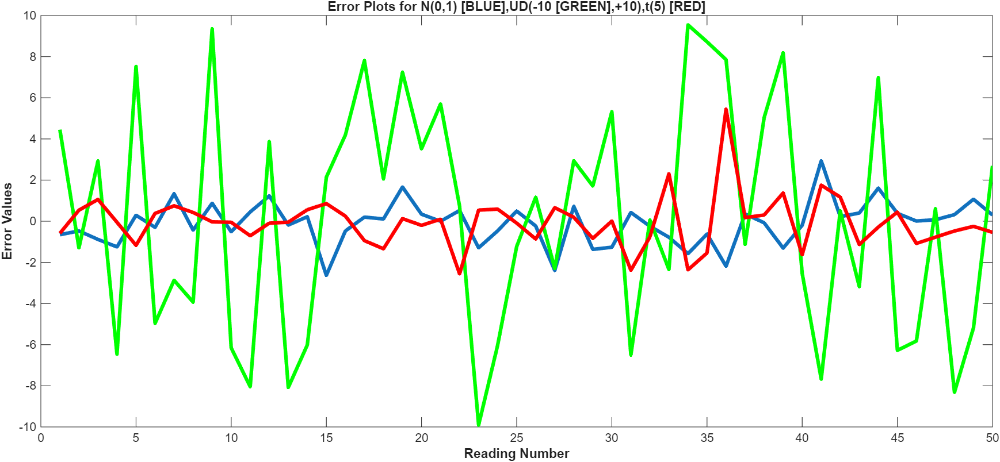 Error Plots for N(0,1) [BLUE],UD(-10 [GREEN],+10),t(5) [RED]
10
8
6
4
2
0
-2
-4
-6
-8
-10
Error Values
0 5 10 15 20 25 30 35 40 45 50
Reading Number